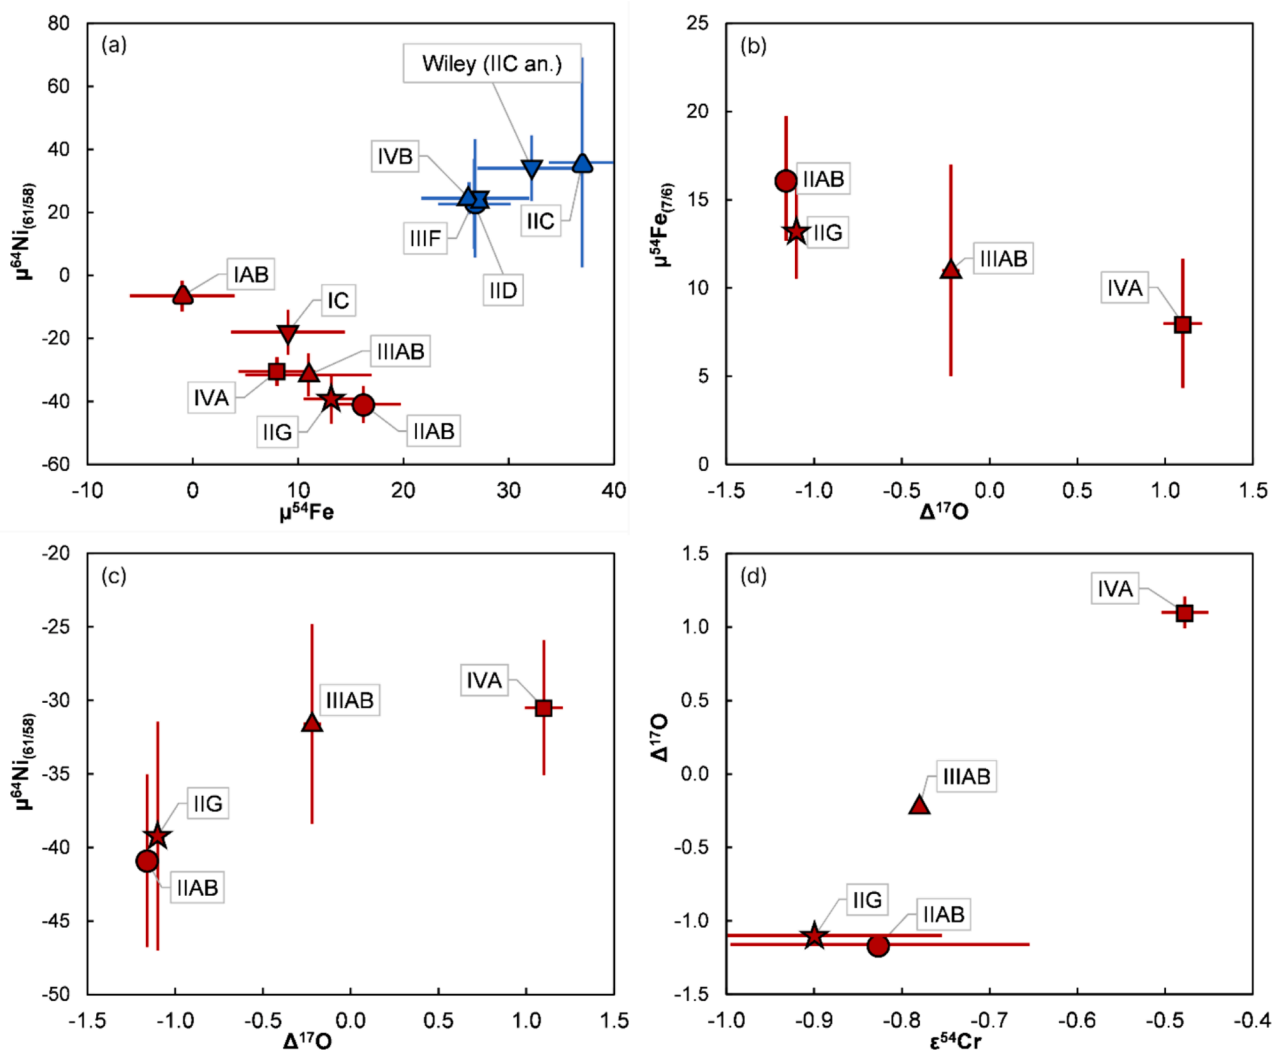 (a)
80
60
40
20
0
-20
-40
-60
-10
0
10
20
30
40
μ⁵⁴Fe
μ⁶⁴Ni(61/58)
Wiley (IIC an.)
IVB
IIIF
IIC
IID
IAB
IC
IIIAB
IVA
IIG
IIAB
(b)
25
20
15
10
5
0
-1.5
-1.0
-0.5
0.0
0.5
1.0
1.5
Δ¹⁷O
μ⁵⁴Fe(7/6)
IIAB
IIG
IIIAB
IVA
(c)
-20
-25
-30
-35
-40
-45
-50
-1.5
-1.0
-0.5
0.0
0.5
1.0
1.5
Δ¹⁷O
μ⁶⁴Ni(61/58)
IIIAB
IVA
IIG
IIAB
(d)
1.5
1.0
0.5
0.0
-0.5
-1.0
-1.5
-1.0
-0.9
-0.8
-0.7
-0.6
-0.5
-0.4
ε⁵⁴Cr
Δ¹⁷O
IVA
IIIAB
IIG
IIAB